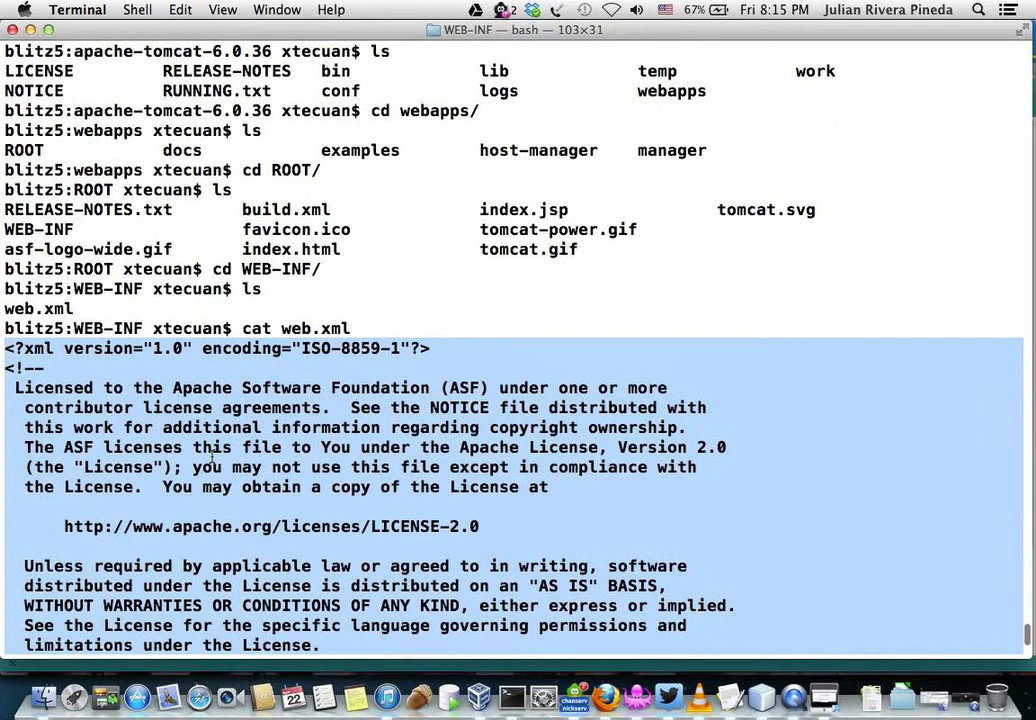 Terminal Shell Edit View Window Help 2 67% Fri 8:15 PM Julian Rivera Pineda
WEB-INF — bash — 103×31
blitz5:apache-tomcat-6.0.36 xtecuan$ ls
LICENSE RELEASE-NOTES bin lib temp work
NOTICE RUNNING.txt conf logs webapps
blitz5:apache-tomcat-6.0.36 xtecuan$ cd webapps/
blitz5:webapps xtecuan$ ls
ROOT docs examples host-manager manager
blitz5:webapps xtecuan$ cd ROOT/
blitz5:ROOT xtecuan$ ls
RELEASE-NOTES.txt build.xml index.jsp tomcat.svg
WEB-INF favicon.ico tomcat-power.gif
asf-logo-wide.gif index.html tomcat.gif
blitz5:ROOT xtecuan$ cd WEB-INF/
blitz5:WEB-INF xtecuan$ ls
web.xml
blitz5:WEB-INF xtecuan$ cat web.xml
<?xml version="1.0" encoding="ISO-8859-1"?>
<!--
Licensed to the Apache Software Foundation (ASF) under one or more
contributor license agreements. See the NOTICE file distributed with
this work for additional information regarding copyright ownership.
The ASF licenses this file to You under the Apache License, Version 2.0
(the "License"); you may not use this file except in compliance with
the License. You may obtain a copy of the License at
http://www.apache.org/licenses/LICENSE-2.0
Unless required by applicable law or agreed to in writing, software
distributed under the License is distributed on an "AS IS" BASIS,
WITHOUT WARRANTIES OR CONDITIONS OF ANY KIND, either express or implied.
See the License for the specific language governing permissions and
limitations under the License.
22
chanserv
nickserv